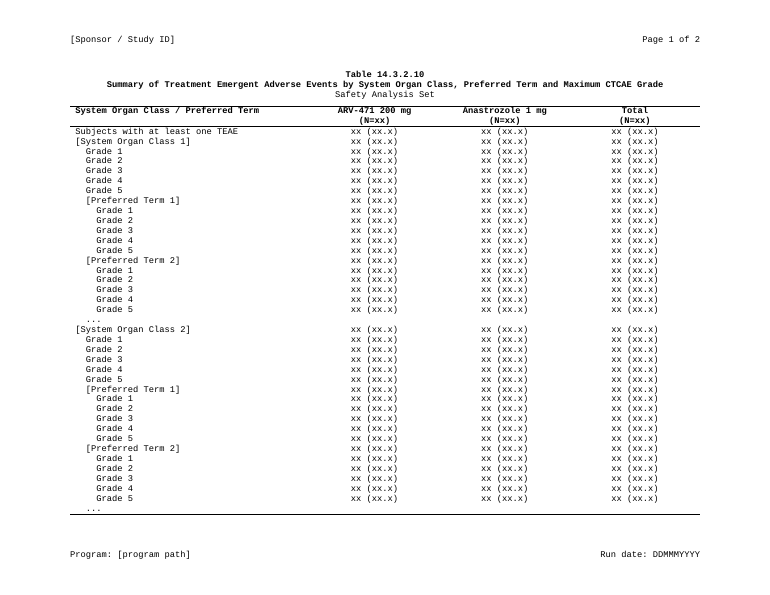 [Sponsor / Study ID] Page 1 of 2
Table 14.3.2.10
Summary of Treatment Emergent Adverse Events by System Organ Class, Preferred Term and Maximum CTCAE Grade
Safety Analysis Set
System Organ Class / Preferred Term ARV-471 200 mg Anastrozole 1 mg Total
(N=xx) (N=xx) (N=xx)
Subjects with at least one TEAE xx (xx.x) xx (xx.x) xx (xx.x)
[System Organ Class 1] xx (xx.x) xx (xx.x) xx (xx.x)
Grade 1 xx (xx.x) xx (xx.x) xx (xx.x)
Grade 2 xx (xx.x) xx (xx.x) xx (xx.x)
Grade 3 xx (xx.x) xx (xx.x) xx (xx.x)
Grade 4 xx (xx.x) xx (xx.x) xx (xx.x)
Grade 5 xx (xx.x) xx (xx.x) xx (xx.x)
[Preferred Term 1] xx (xx.x) xx (xx.x) xx (xx.x)
Grade 1 xx (xx.x) xx (xx.x) xx (xx.x)
Grade 2 xx (xx.x) xx (xx.x) xx (xx.x)
Grade 3 xx (xx.x) xx (xx.x) xx (xx.x)
Grade 4 xx (xx.x) xx (xx.x) xx (xx.x)
Grade 5 xx (xx.x) xx (xx.x) xx (xx.x)
[Preferred Term 2] xx (xx.x) xx (xx.x) xx (xx.x)
Grade 1 xx (xx.x) xx (xx.x) xx (xx.x)
Grade 2 xx (xx.x) xx (xx.x) xx (xx.x)
Grade 3 xx (xx.x) xx (xx.x) xx (xx.x)
Grade 4 xx (xx.x) xx (xx.x) xx (xx.x)
Grade 5 xx (xx.x) xx (xx.x) xx (xx.x)
...
[System Organ Class 2] xx (xx.x) xx (xx.x) xx (xx.x)
Grade 1 xx (xx.x) xx (xx.x) xx (xx.x)
Grade 2 xx (xx.x) xx (xx.x) xx (xx.x)
Grade 3 xx (xx.x) xx (xx.x) xx (xx.x)
Grade 4 xx (xx.x) xx (xx.x) xx (xx.x)
Grade 5 xx (xx.x) xx (xx.x) xx (xx.x)
[Preferred Term 1] xx (xx.x) xx (xx.x) xx (xx.x)
Grade 1 xx (xx.x) xx (xx.x) xx (xx.x)
Grade 2 xx (xx.x) xx (xx.x) xx (xx.x)
Grade 3 xx (xx.x) xx (xx.x) xx (xx.x)
Grade 4 xx (xx.x) xx (xx.x) xx (xx.x)
Grade 5 xx (xx.x) xx (xx.x) xx (xx.x)
[Preferred Term 2] xx (xx.x) xx (xx.x) xx (xx.x)
Grade 1 xx (xx.x) xx (xx.x) xx (xx.x)
Grade 2 xx (xx.x) xx (xx.x) xx (xx.x)
Grade 3 xx (xx.x) xx (xx.x) xx (xx.x)
Grade 4 xx (xx.x) xx (xx.x) xx (xx.x)
Grade 5 xx (xx.x) xx (xx.x) xx (xx.x)
...
Program: [program path] Run date: DDMMMYYYY